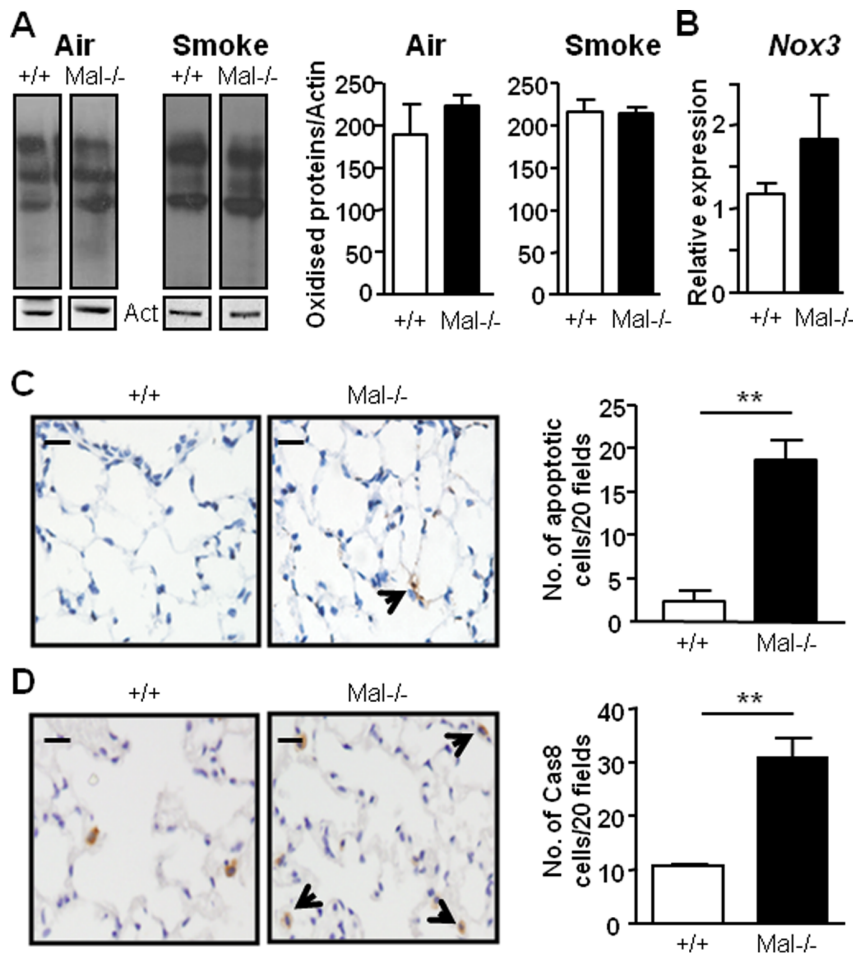 A
Air
Smoke
+/+ Mal-/-
+/+ Mal-/-
Act
Oxidised proteins/Actin
Air
250
200
150
100
50
0
+/+ Mal-/-
Smoke
250
200
150
100
50
0
+/+ Mal-/-
B
Nox3
Relative expression
2
1
0
+/+ Mal-/-
C
+/+
Mal-/-
No. of apoptotic
cells/20 fields
25
20
15
10
5
0
**
+/+
Mal-/-
D
+/+
Mal-/-
No. of Cas8
cells/20 fields
40
30
20
10
0
**
+/+
Mal-/-